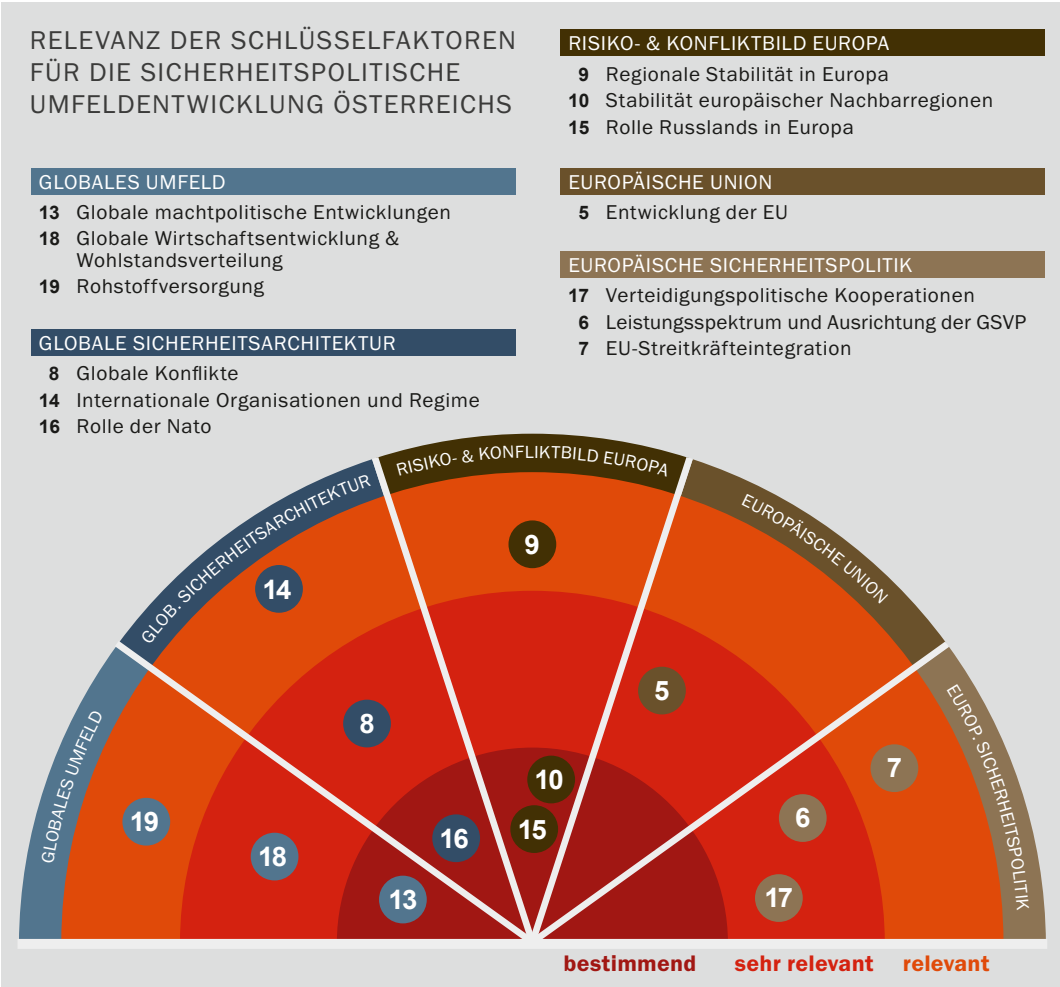 RELEVANZ DER SCHLÜSSELFAKTOREN
FÜR DIE SICHERHEITSPOLITISCHE
UMFELDENTWICKLUNG ÖSTERREICHS
GLOBALES UMFELD
13 Globale machtpolitische Entwicklungen
18 Globale Wirtschaftsentwicklung &
Wohlstandsverteilung
19 Rohstoffversorgung
GLOBALE SICHERHEITSARCHITEKTUR
8 Globale Konflikte
14 Internationale Organisationen und Regime
16 Rolle der Nato
RISIKO- & KONFLIKTBILD EUROPA
9 Regionale Stabilität in Europa
10 Stabilität europäischer Nachbarregionen
15 Rolle Russlands in Europa
EUROPÄISCHE UNION
5 Entwicklung der EU
EUROPÄISCHE SICHERHEITSPOLITIK
17 Verteidigungspolitische Kooperationen
6 Leistungsspektrum und Ausrichtung der GSVP
7 EU-Streitkräfteintegration
GLOBALES UMFELD
GLOB. SICHERHEITSARCHITEKTUR
RISIKO- & KONFLIKTBILD EUROPA
EUROPÄISCHE UNION
EUROP. SICHERHEITSPOLITIK
19
18
13
14
8
16
9
10
15
5
7
6
17
bestimmend
sehr relevant
relevant